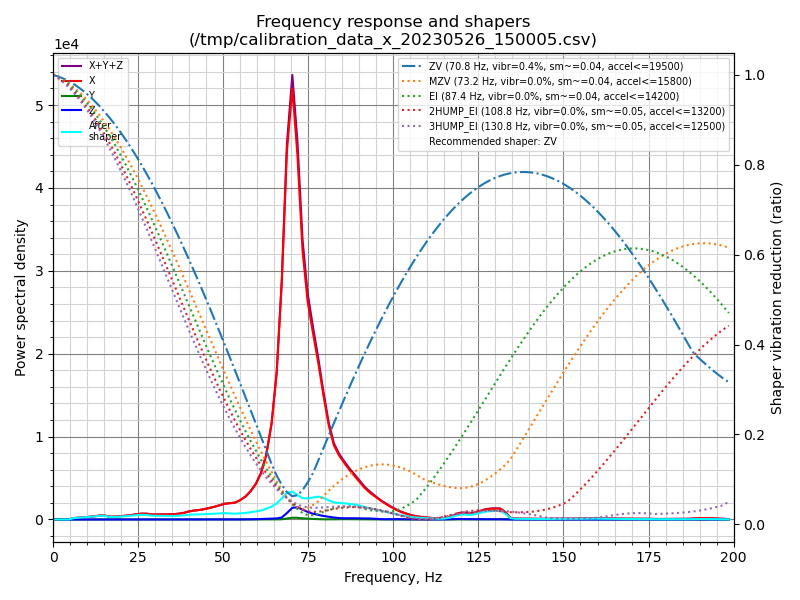 Frequency response and shapers
(/tmp/calibration_data_x_20230526_150005.csv)
1e4
X+Y+Z
X
Y
Z
After
shaper
ZV (70.8 Hz, vibr=0.4%, sm~=0.04, accel<=19500)
MZV (73.2 Hz, vibr=0.0%, sm~=0.04, accel<=15800)
EI (87.4 Hz, vibr=0.0%, sm~=0.04, accel<=14200)
2HUMP_EI (108.8 Hz, vibr=0.0%, sm~=0.05, accel<=13200)
3HUMP_EI (130.8 Hz, vibr=0.0%, sm~=0.05, accel<=12500)
Recommended shaper: ZV
5
4
3
2
1
0
Power spectral density
1.0
0.8
0.6
0.4
0.2
0.0
Shaper vibration reduction (ratio)
0 25 50 75 100 125 150 175 200
Frequency, Hz